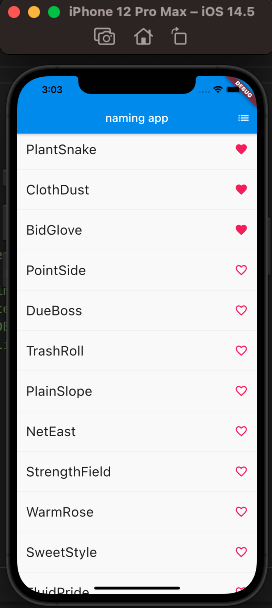 iPhone 12 Pro Max – iOS 14.5
3:03
DEBUG
naming app
PlantSnake
ClothDust
BidGlove
PointSide
DueBoss
TrashRoll
PlainSlope
NetEast
StrengthField
WarmRose
SweetStyle
FluidPride